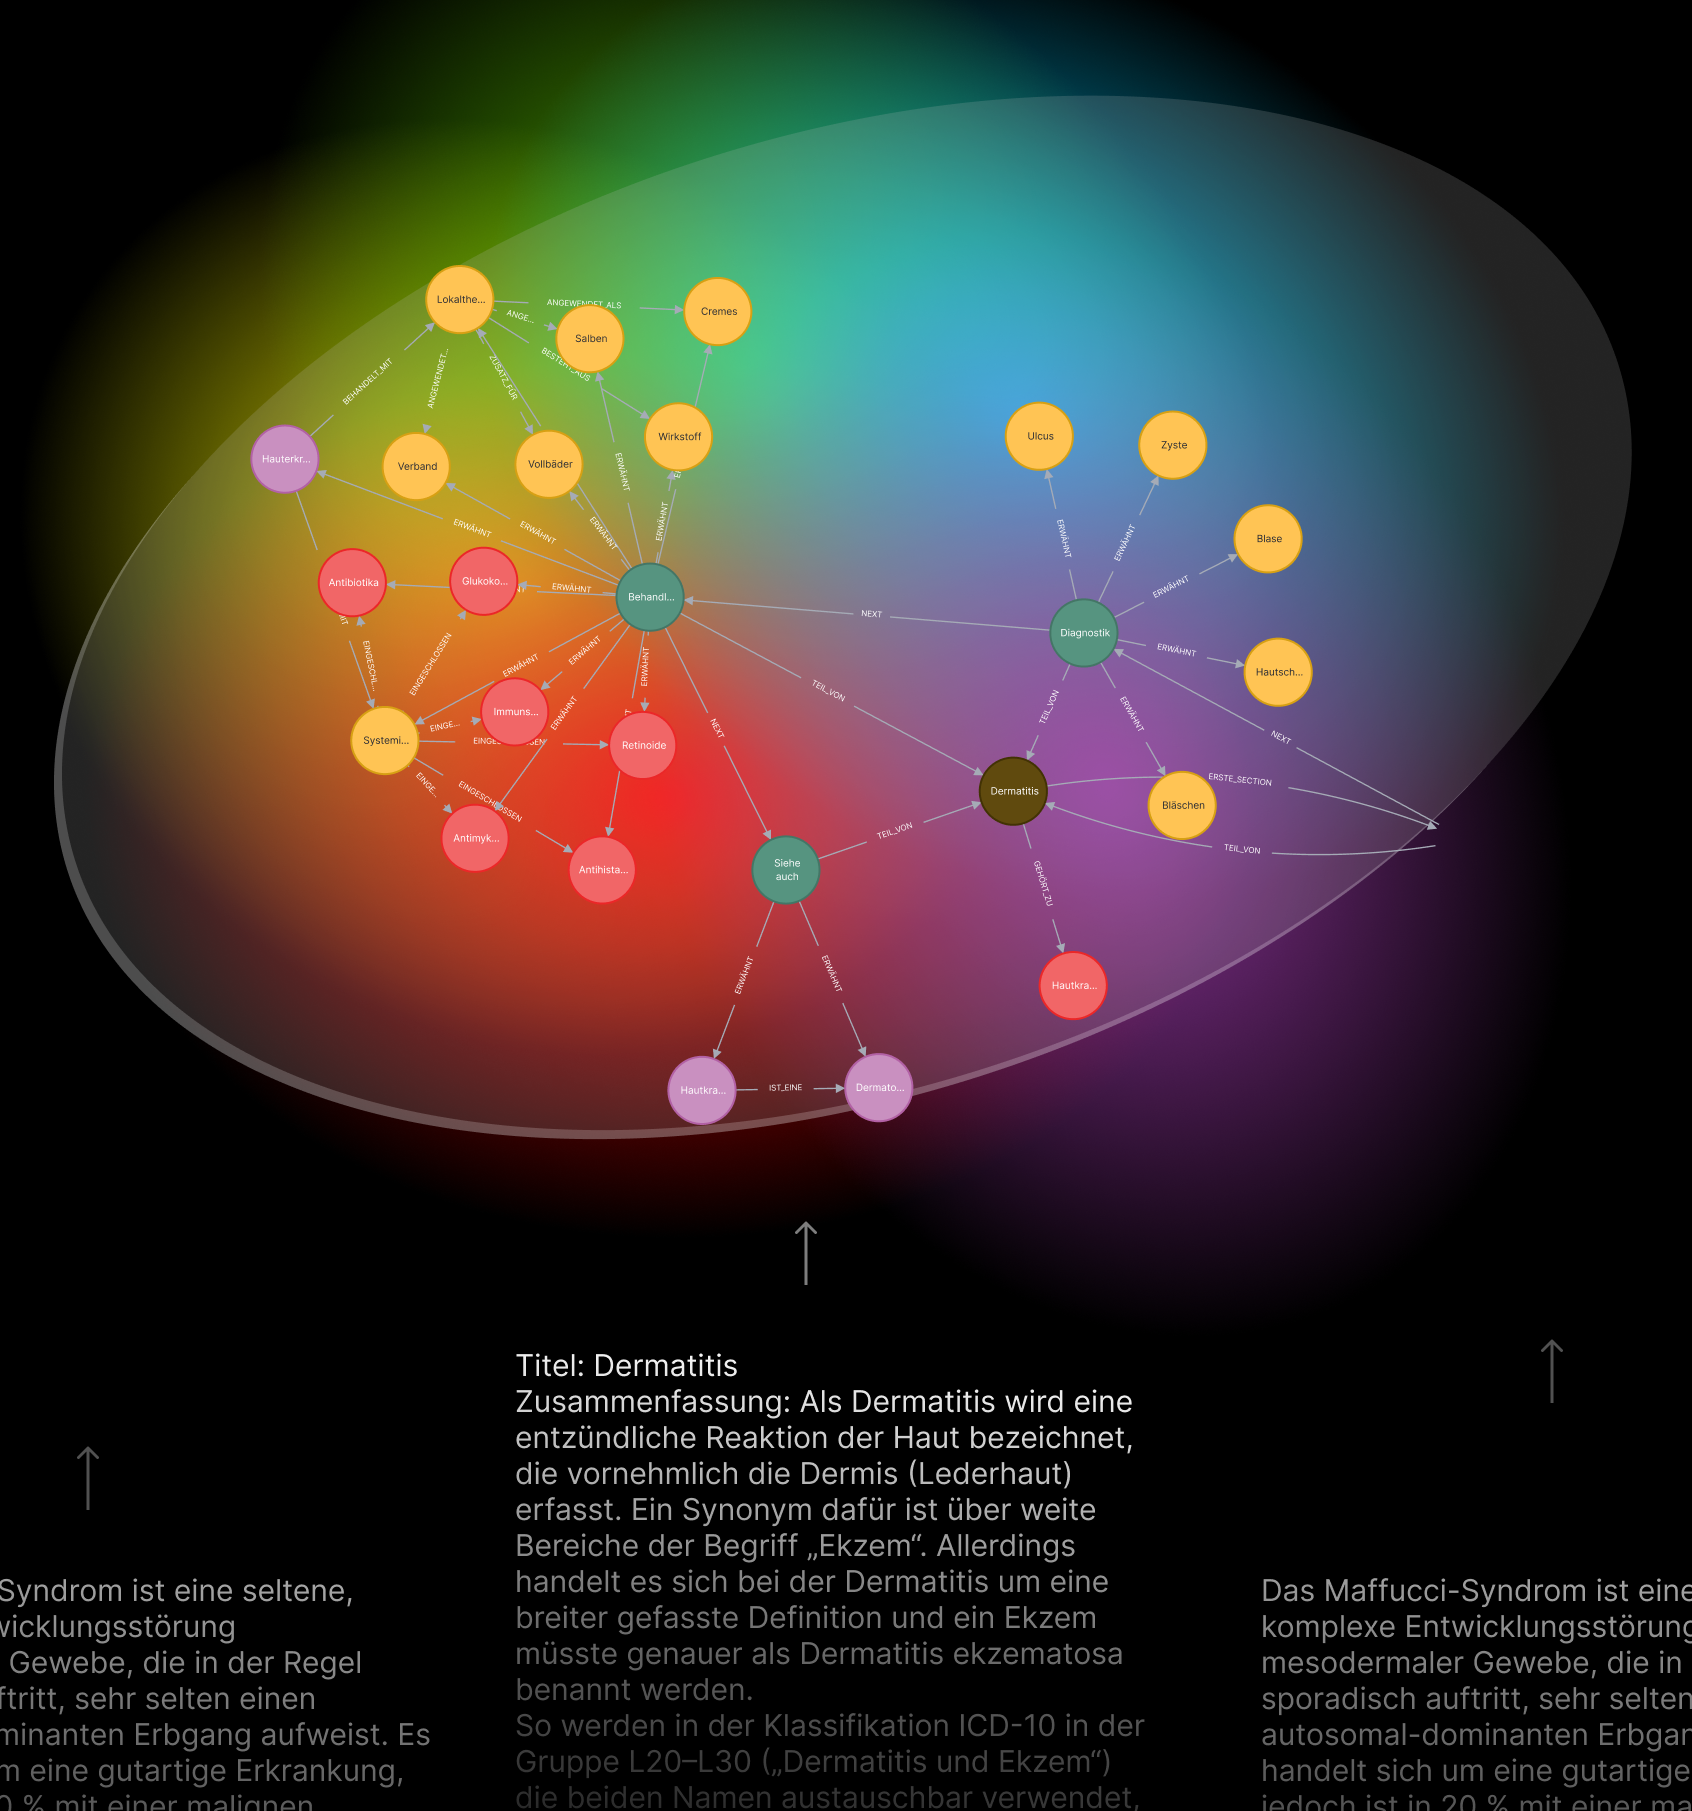 Lokalthe...
ANGEWENDET_ALS
Cremes
ANGE...
Salben
BESTEHT_AUS
ZUSATZ_FÜR
ANGEWENDET...
BEHANDELT_MIT
Hauterkr...
Verband
Vollbäder
Wirkstoff
Ulcus
Zyste
ERWÄHNT
ERWÄHNT
ERWÄHNT
ERWÄHNT
ERWÄHNT
ERWÄHNT
ERWÄHNT
Blase
Antibiotika
Glukoko...
ERWÄHNT
Behandl...
NEXT
Diagnostik
ERWÄHNT
ERWÄHNT
Hautsch...
EINGESCHL...
EINGESCHLOSSEN
ERWÄHNT
ERWÄHNT
ERWÄHNT
TEIL_VON
TEIL_VON
ERWÄHNT
NEXT
Systemi...
EINGE...
Immuns...
ERWÄHNT
Retinoide
NEXT
EINGE...
EINGESCHLOSSEN
Dermatitis
ERSTE_SECTION
Bläschen
Antimyk...
Antihista...
Siehe
auch
TEIL_VON
TEIL_VON
GEHÖRT_ZU
ERWÄHNT
ERWÄHNT
Hautkra...
Hautkra...
IST_EINE
Dermato...
Titel: Dermatitis
Zusammenfassung: Als Dermatitis wird eine
entzündliche Reaktion der Haut bezeichnet,
die vornehmlich die Dermis (Lederhaut)
erfasst. Ein Synonym dafür ist über weite
Bereiche der Begriff „Ekzem“. Allerdings
handelt es sich bei der Dermatitis um eine
breiter gefasste Definition und ein Ekzem
müsste genauer als Dermatitis ekzematosa
benannt werden.
So werden in der Klassifikation ICD-10 in der
Gruppe L20–L30 („Dermatitis und Ekzem“)
die beiden Namen austauschbar verwendet,
Syndrom ist eine seltene,
wicklungsstörung
Gewebe, die in der Regel
ftritt, sehr selten einen
minanten Erbgang aufweist. Es
m eine gutartige Erkrankung,
0 % mit einer malignen
Das Maffucci-Syndrom ist eine
komplexe Entwicklungsstörung
mesodermaler Gewebe, die in
sporadisch auftritt, sehr selten
autosomal-dominanten Erbgan
handelt sich um eine gutartige
jedoch ist in 20 % mit einer ma